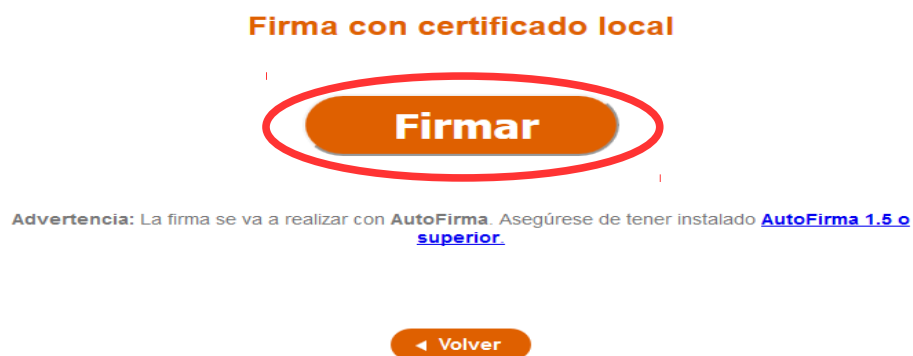 Firma con certificado local
Firmar
Advertencia: La firma se va a realizar con AutoFirma. Asegúrese de tener instalado AutoFirma 1.5 o
superior.
◄ Volver